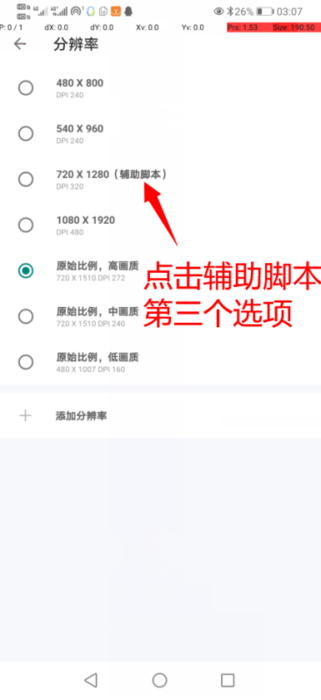 P: 0 / 1 dX: 0.0 dY: 0.0 Xv: 0.0 Yv: 0.0 Prs: 1.53 Size: 190.50
26% 03:07
分辨率
480 X 800
DPI 240
540 X 960
DPI 240
720 X 1280（辅助脚本）
DPI 320
1080 X 1920
DPI 480
原始比例，高画质
720 X 1510 DPI 272
点击辅助脚本
第三个选项
原始比例，中画质
720 X 1510 DPI 240
原始比例，低画质
480 X 1007 DPI 160
添加分辨率